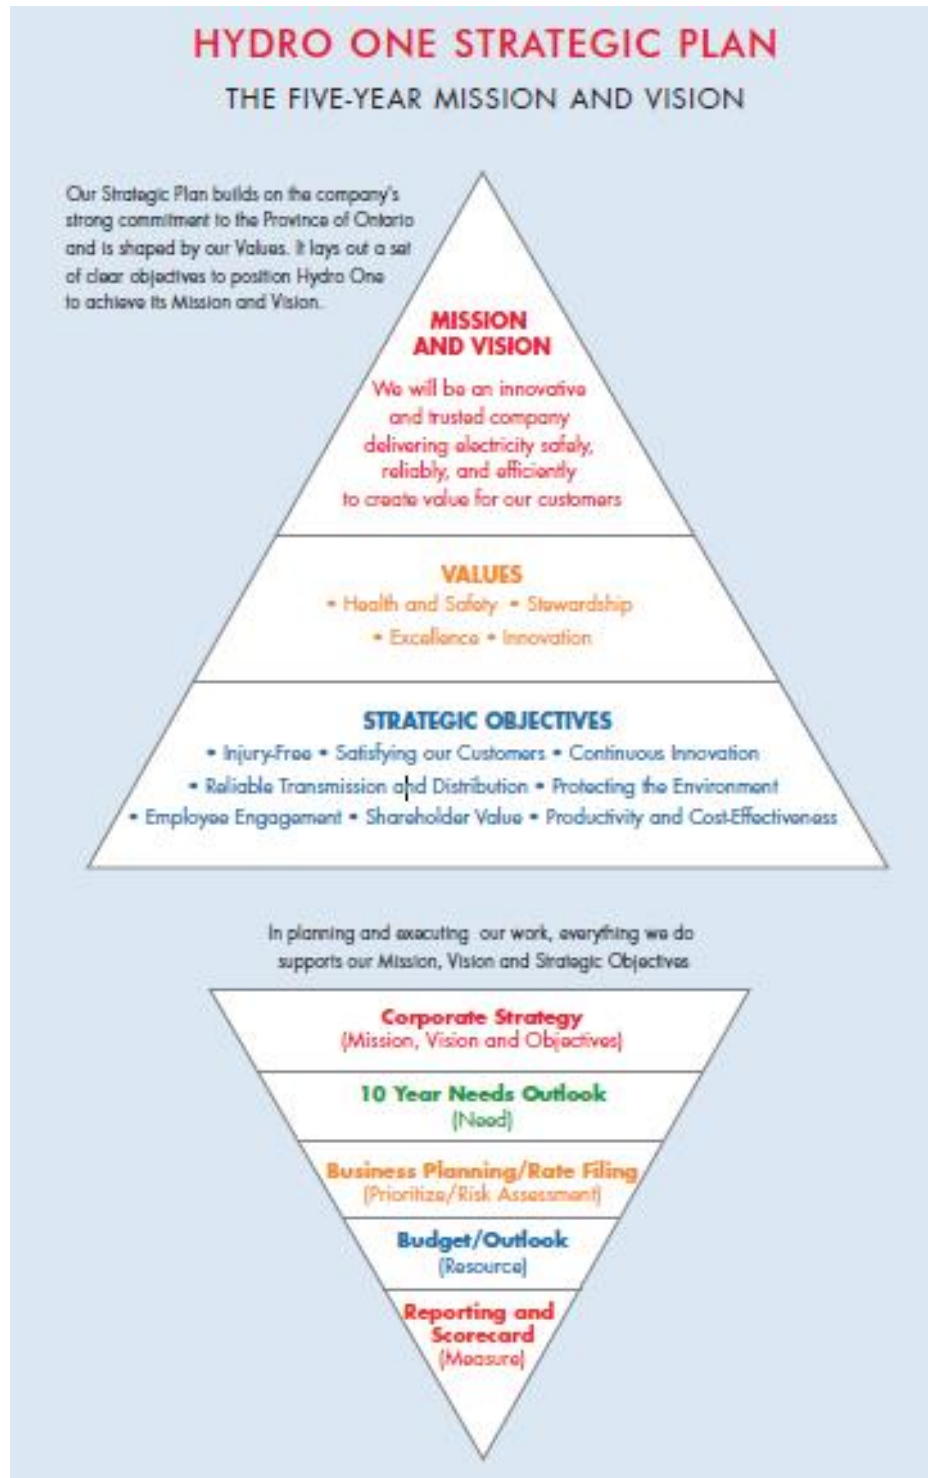 HYDRO ONE STRATEGIC PLAN
THE FIVE-YEAR MISSION AND VISION
Our Strategic Plan builds on the company's
strong commitment to the Province of Ontario
and is shaped by our Values. It lays out a set
of clear objectives to position Hydro One
to achieve its Mission and Vision.
MISSION
AND VISION
We will be an innovative
and trusted company
delivering electricity safely,
reliably, and efficiently
to create value for our customers
VALUES
• Health and Safety • Stewardship
• Excellence • Innovation
STRATEGIC OBJECTIVES
• Injury-Free • Satisfying our Customers • Continuous Innovation
• Reliable Transmission and Distribution • Protecting the Environment
• Employee Engagement • Shareholder Value • Productivity and Cost-Effectiveness
In planning and executing our work, everything we do
supports our Mission, Vision and Strategic Objectives
Corporate Strategy
(Mission, Vision and Objectives)
10 Year Needs Outlook
(Need)
Business Planning/Rate Filing
(Prioritize/Risk Assessment)
Budget/Outlook
(Resource)
Reporting and
Scorecard
(Measure)